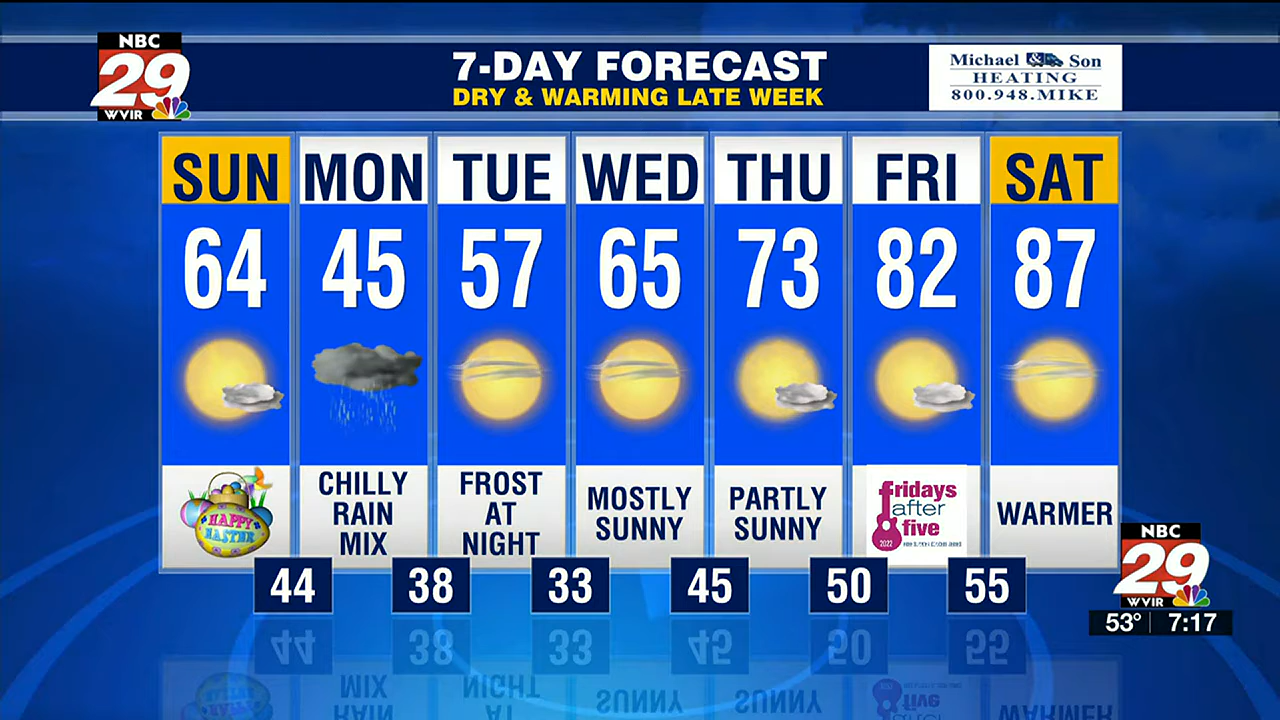 NBC
29
WVIR
7-DAY FORECAST
DRY & WARMING LATE WEEK
Michael & Son
HEATING
800.948.MIKE
SUN MON TUE WED THU FRI SAT
64 45 57 65 73 82 87
HAPPY
EASTER
CHILLY
RAIN
MIX
FROST
AT
NIGHT
MOSTLY
SUNNY
PARTLY
SUNNY
fridays
after
five
2022
WARMER
44 38 33 45 50 55
NBC
29
WVIR
53° 7:17